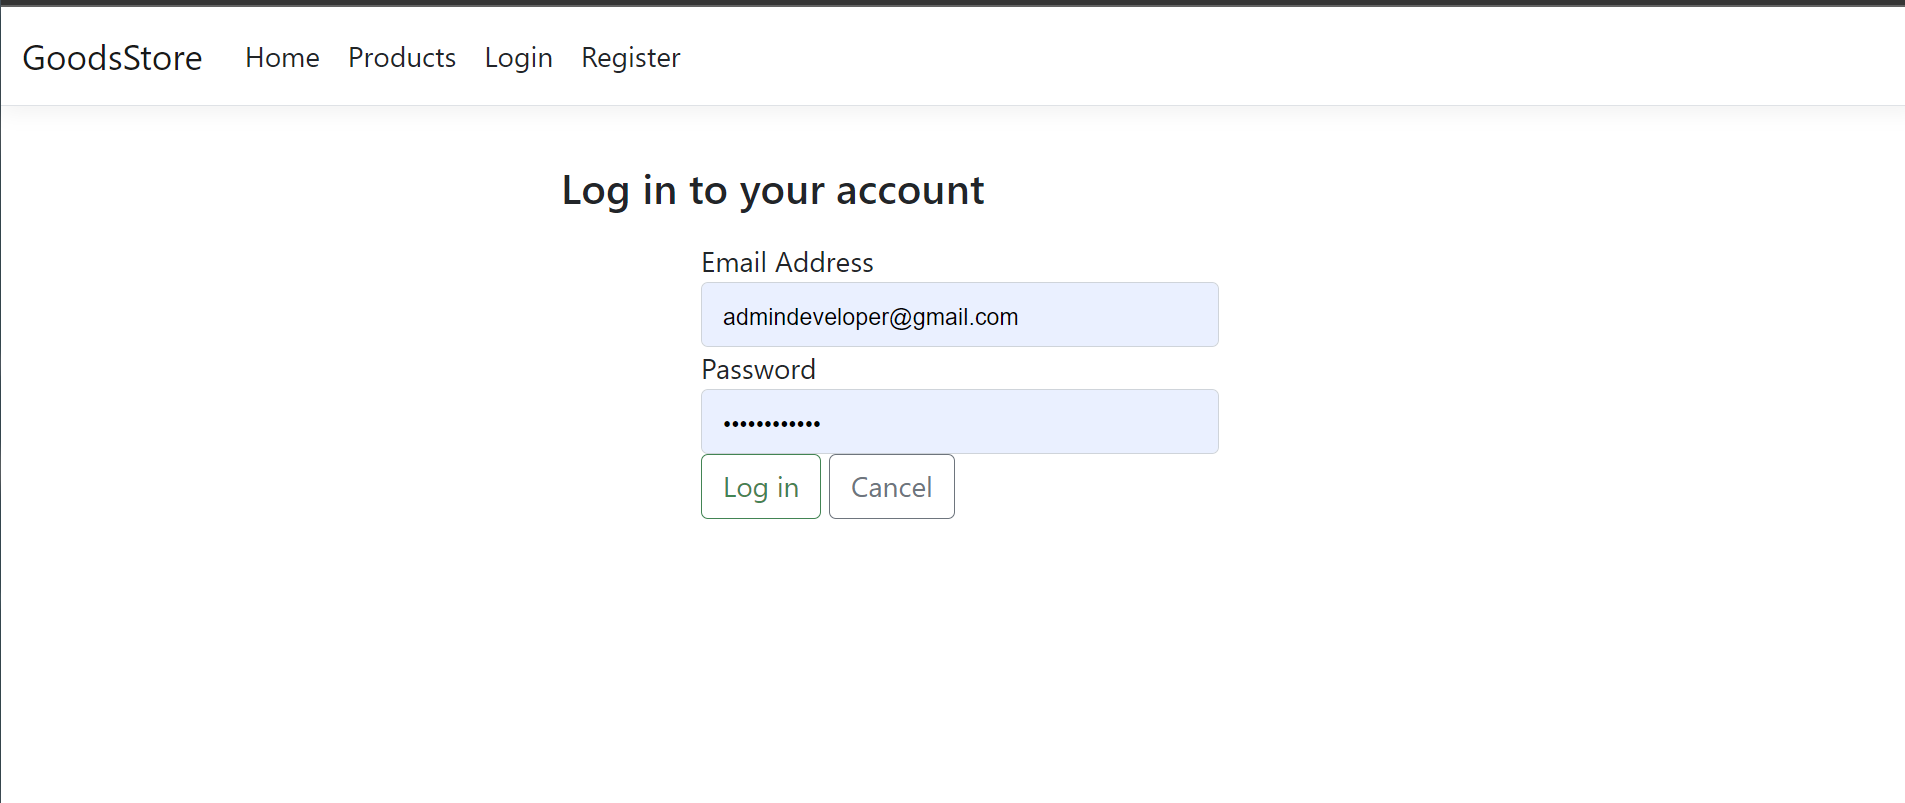 GoodsStore Home Products Login Register
Log in to your account
Email Address
admindeveloper@gmail.com
Password
••••••••••••
Log in Cancel